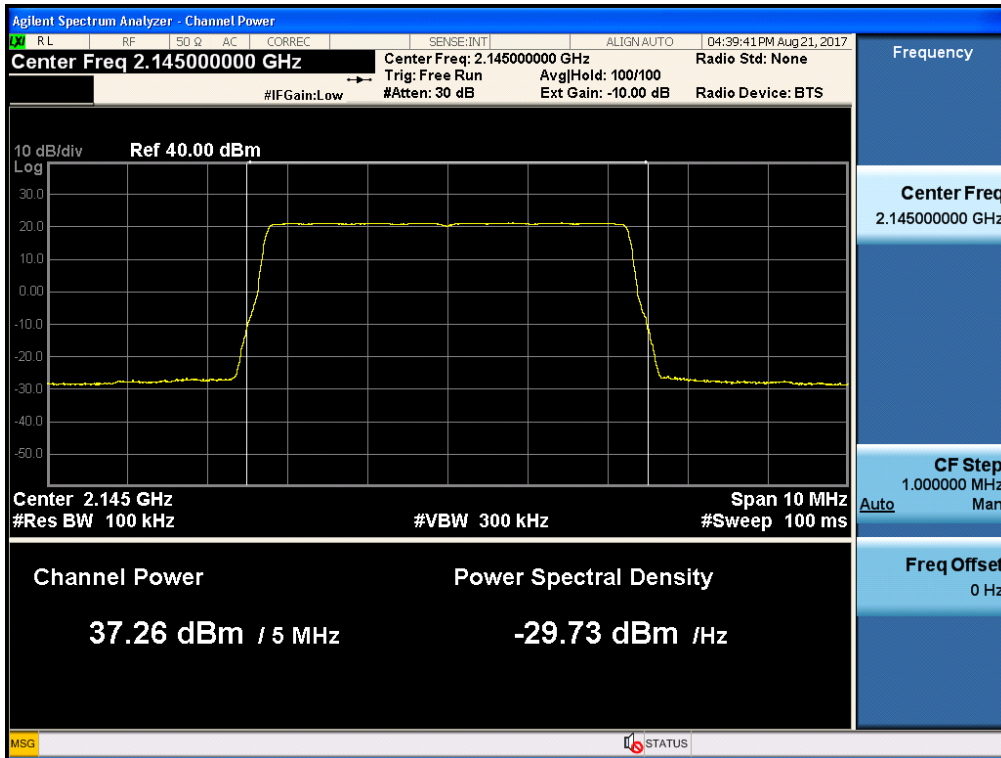 Agilent Spectrum Analyzer - Channel Power
LXI RL RF 50 Ω AC CORREC SENSE:INT ALIGN AUTO 04:39:41 PM Aug 21, 2017
Center Freq 2.145000000 GHz
Center Freq: 2.145000000 GHz Radio Std: None
Trig: Free Run Avg|Hold: 100/100
#IFGain:Low #Atten: 30 dB Ext Gain: -10.00 dB Radio Device: BTS
10 dB/div Ref 40.00 dBm
Log
30.0
20.0
10.0
0.00
-10.0
-20.0
-30.0
-40.0
-50.0
Center 2.145 GHz Span 10 MHz
#Res BW 100 kHz #VBW 300 kHz #Sweep 100 ms
Channel Power Power Spectral Density
37.26 dBm / 5 MHz -29.73 dBm /Hz
MSG STATUS
Frequency
Center Freq
2.145000000 GHz
CF Step
1.000000 MHz
Auto Man
Freq Offset
0 Hz